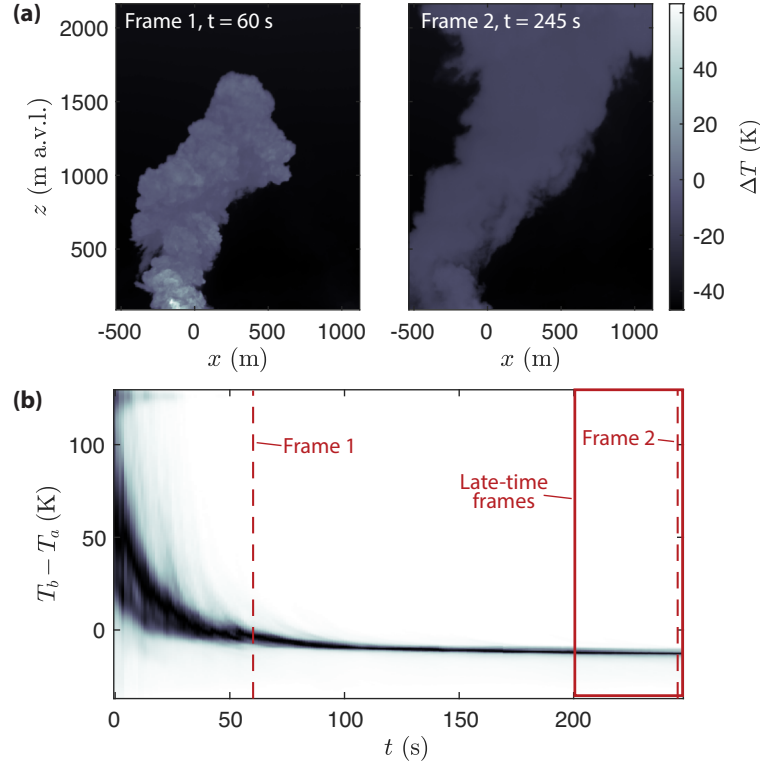 (a)
Frame 1, t = 60 s
Frame 2, t = 245 s
2000
1500
1000
500
z (m a.v.l.)
-500 0 500 1000
x (m)
-500 0 500 1000
x (m)
60
40
20
0
-20
-40
ΔT (K)
(b)
100
50
0
T_b − T_a (K)
Frame 1
Frame 2
Late-time
frames
0 50 100 150 200
t (s)